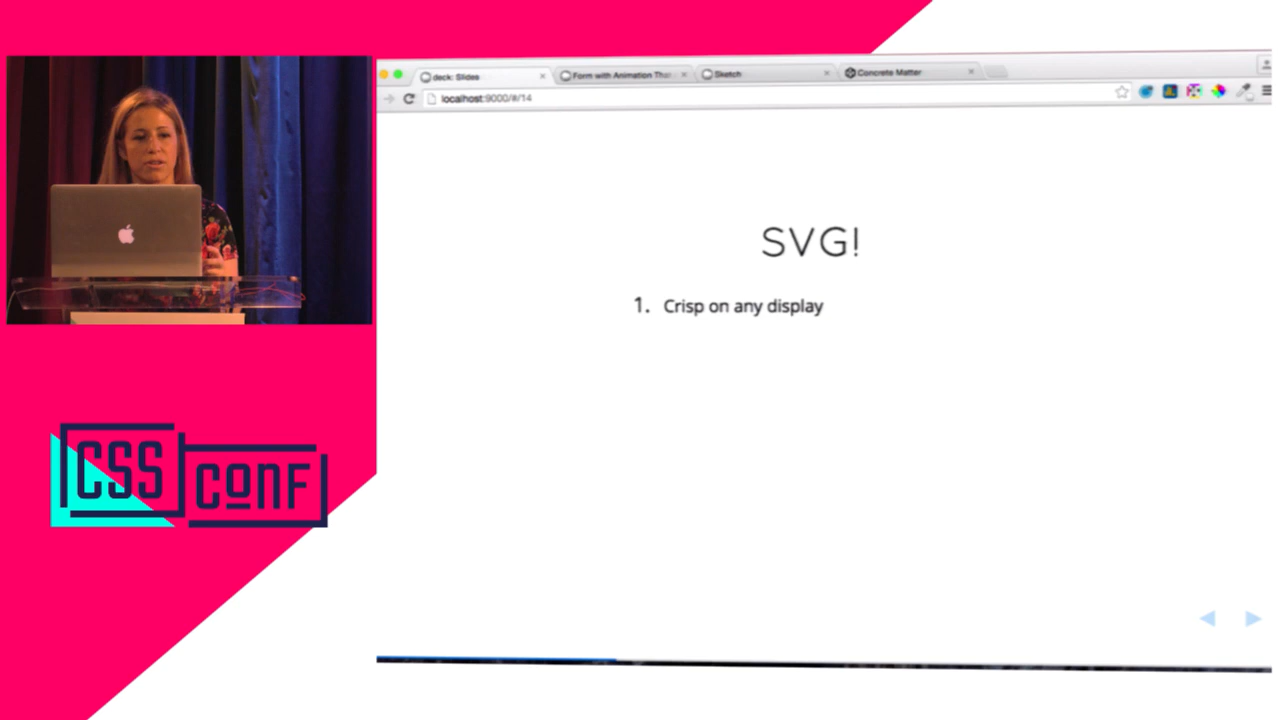 deck: Slides
Form with Animation That
Sketch
Concrete Matter
localhost:9000/#/14
SVG!
1. Crisp on any display
CSS
CONF